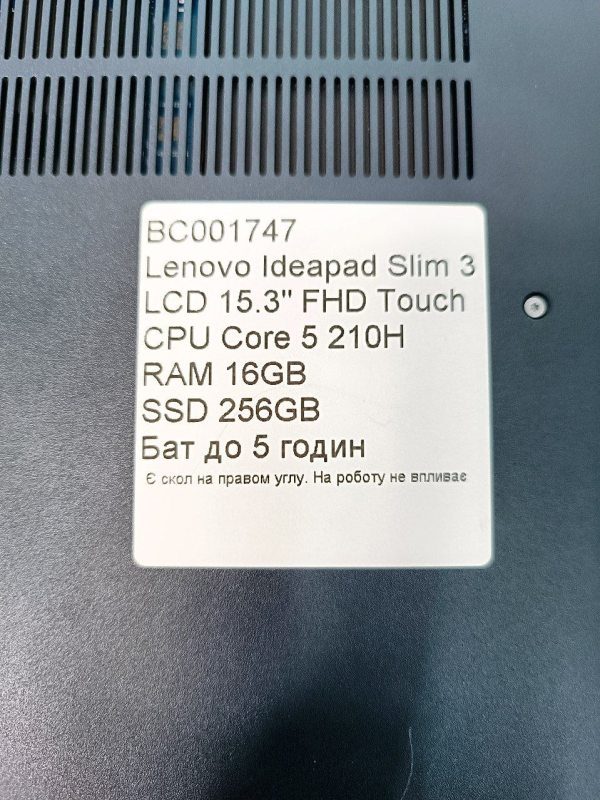 BC001747
Lenovo Ideapad Slim 3
LCD 15.3" FHD Touch
CPU Core 5 210H
RAM 16GB
SSD 256GB
Бат до 5 годин
Є скол на правом углу. На роботу не впливає